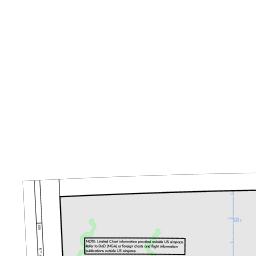 NOTE: Limited Chart information provided outside US airspace.
Refer to DoD (NGA) or foreign charts and flight information
publications outside US airspace.